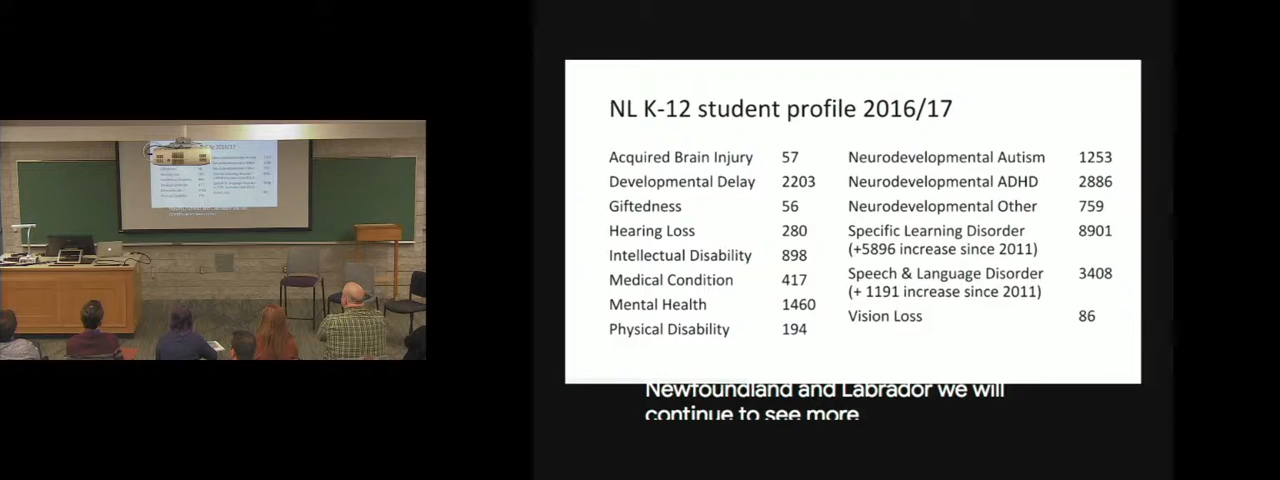 NL K-12 student profile 2016/17
Acquired Brain Injury 57
Developmental Delay 2203
Giftedness 56
Hearing Loss 280
Intellectual Disability 898
Medical Condition 417
Mental Health 1460
Physical Disability 194
Neurodevelopmental Autism 1253
Neurodevelopmental ADHD 2886
Neurodevelopmental Other 759
Specific Learning Disorder 8901
(+5896 increase since 2011)
Speech & Language Disorder 3408
(+ 1191 increase since 2011)
Vision Loss 86
Newfoundland and Labrador we will
continue to see more